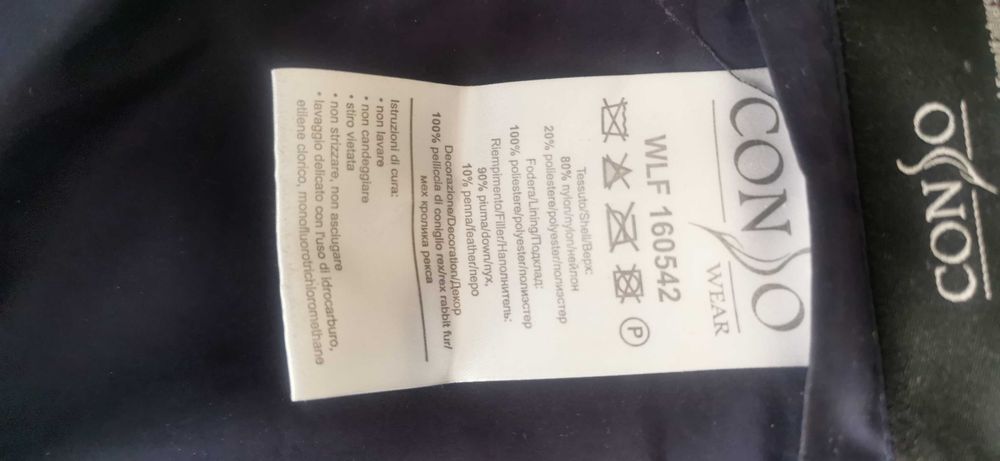 CONSO
WEAR
WLF 160542
P
Tessuto/Shell/Верх:
80% nylon/nylon/нейлон
20% poliestere/polyester/полиэстер
Fodera/Lining/Подклад:
100% poliestere/polyester/полиэстер
Riempimento/Filler/Наполнитель:
90% piuma/down/пух,
10% penna/feather/перо
Decorazione/Decoration/Декор
100% pelliccia di coniglio rex/rex rabbit fur/
мех кролика рекса
Istruzioni di cura:
• non lavare
• non candeggiare
• stiro vietata
• non strizzare, non asciugare
• lavaggio delicato con l'uso di idrocarburo,
etilene clorico, monofluorotrichloromethane
CONSO